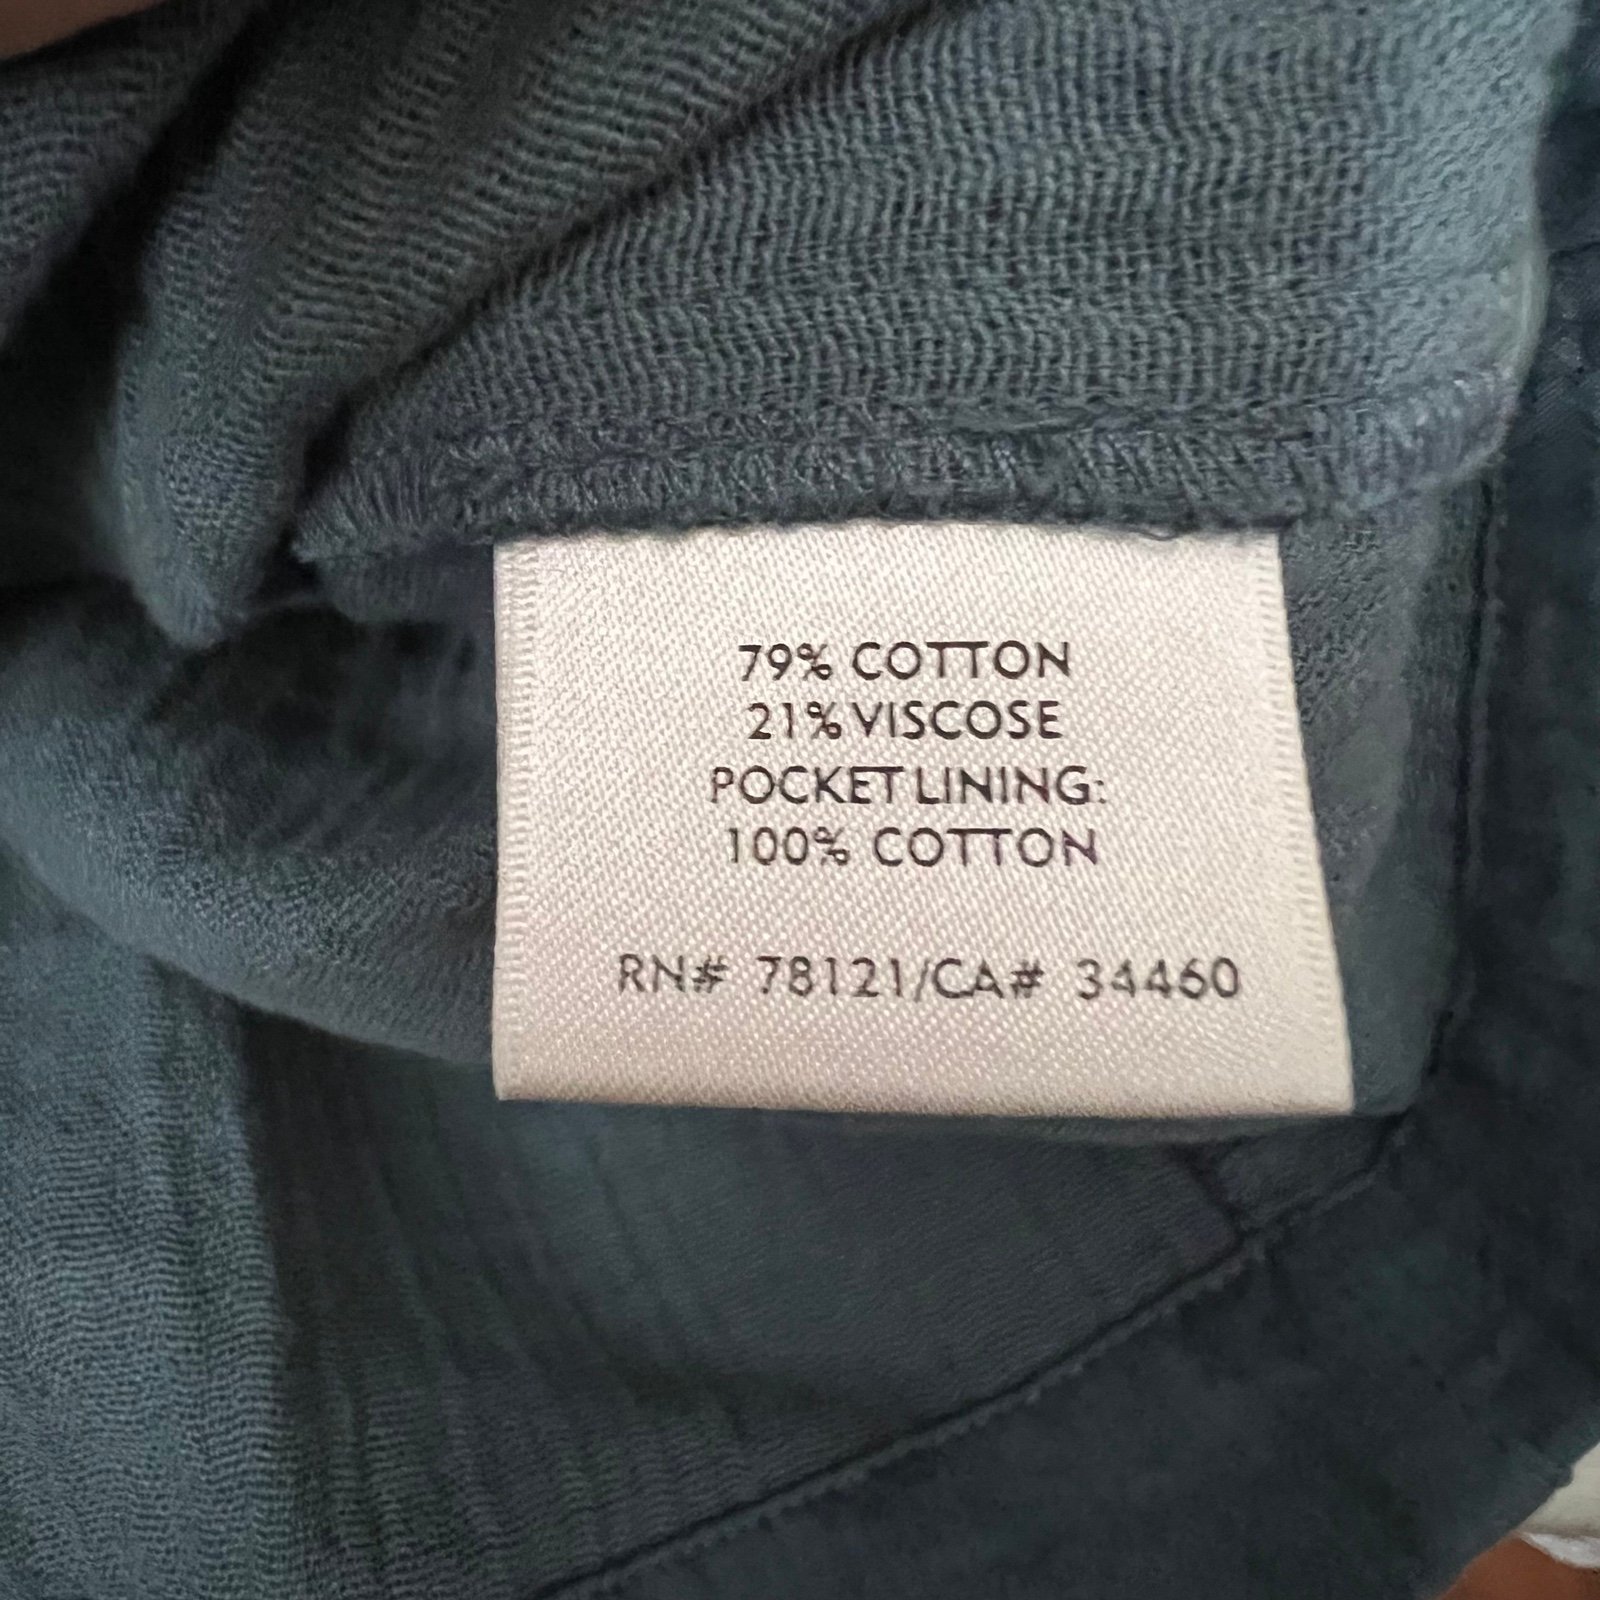 79% COTTON
21% VISCOSE
POCKET LINING:
100% COTTON
RN# 78121/CA# 34460